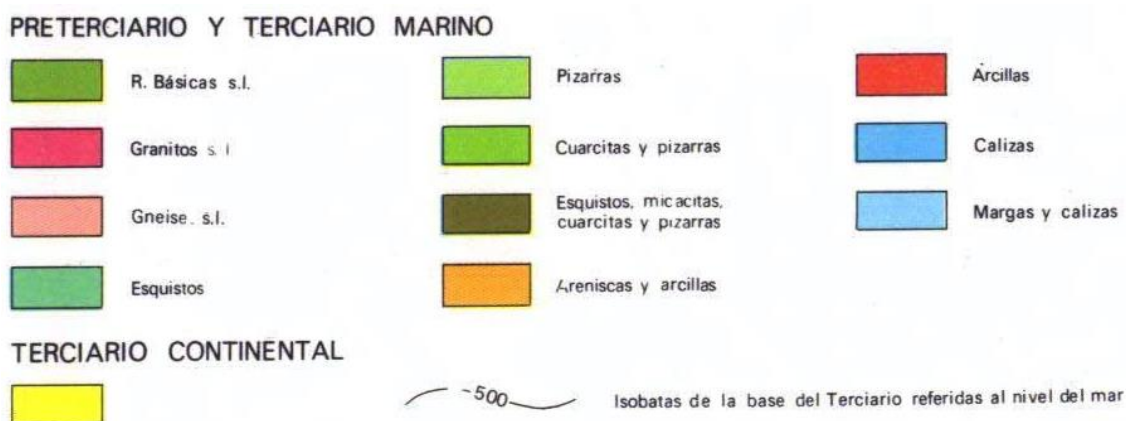 PRETERCIARIO Y TERCIARIO MARINO
R. Básicas s.l.
Granitos s. l
Gneise. s.l.
Esquistos
Pizarras
Cuarcitas y pizarras
Esquistos, micacitas,
cuarcitas y pizarras
Areniscas y arcillas
Arcillas
Calizas
Margas y calizas
TERCIARIO CONTINENTAL
-500
Isobatas de la base del Terciario referidas al nivel del mar